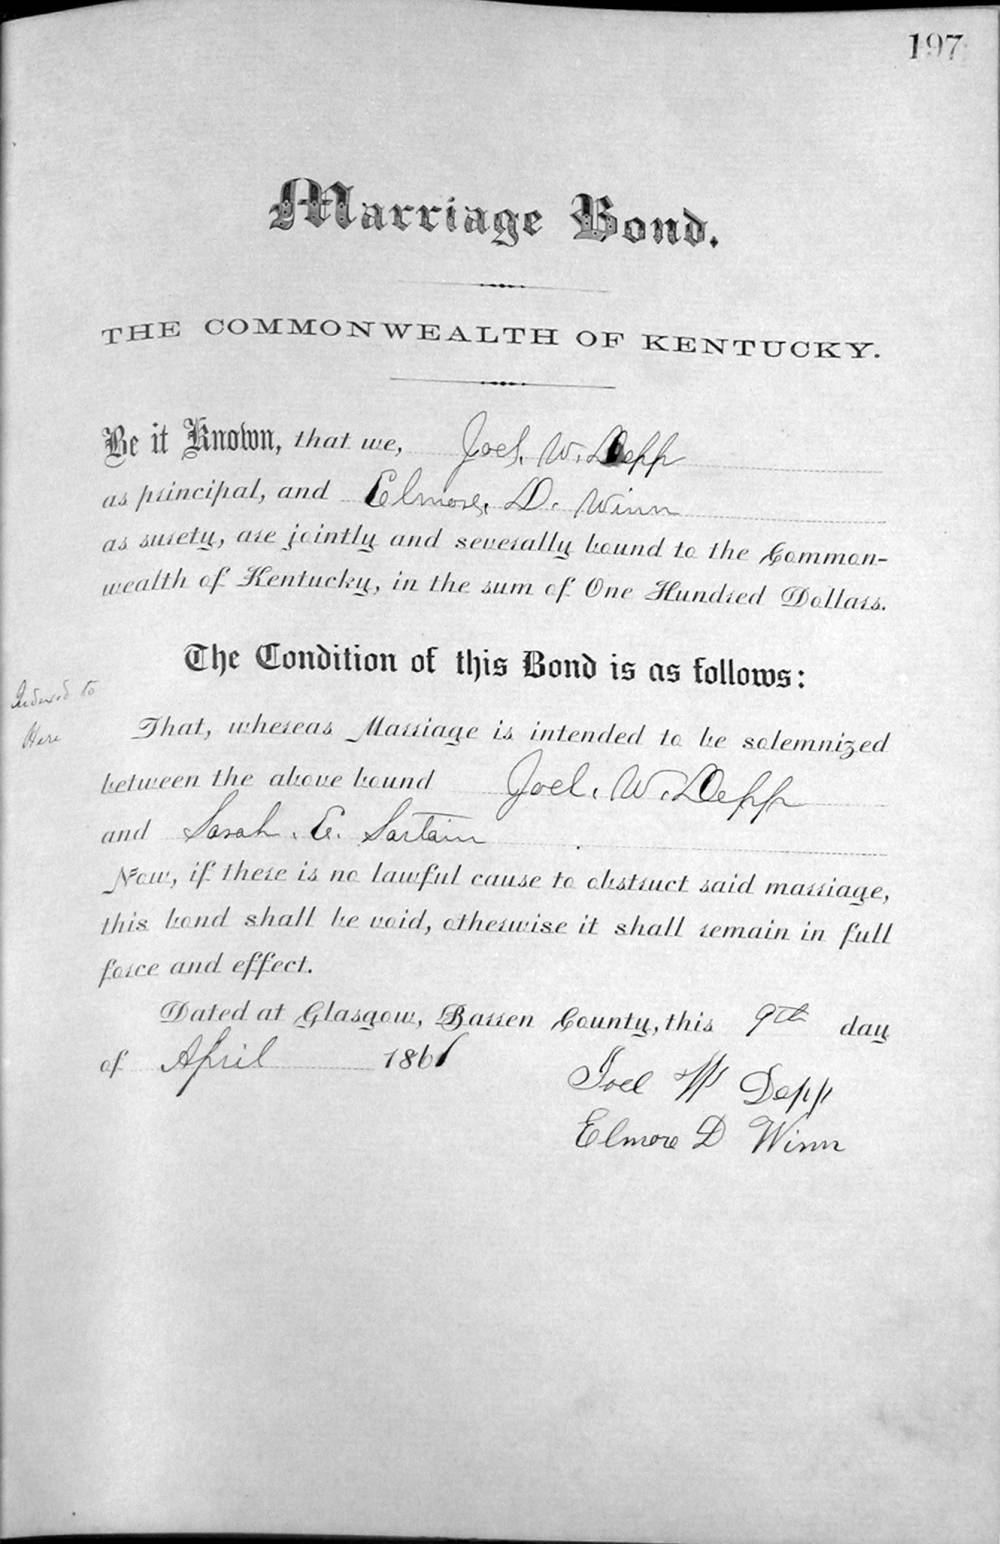 197
Marriage Bond.
THE COMMONWEALTH OF KENTUCKY.
Be it Known, that we, Joel. W. Depp
as principal, and Elmore. D. Winn
as surety, are jointly and severally bound to the Common-
wealth of Kentucky, in the sum of One Hundred Dollars.
The Condition of this Bond is as follows:
Indexed to
Here
That, whereas Marriage is intended to be solemnized
between the above bound Joel. W. Depp
and Sarah. E. Sartain
Now, if there is no lawful cause to obstruct said marriage,
this bond shall be void, otherwise it shall remain in full
force and effect.
Dated at Glasgow, Barren County, this 9th day
of April 1861
Joel W Depp
Elmore D Winn